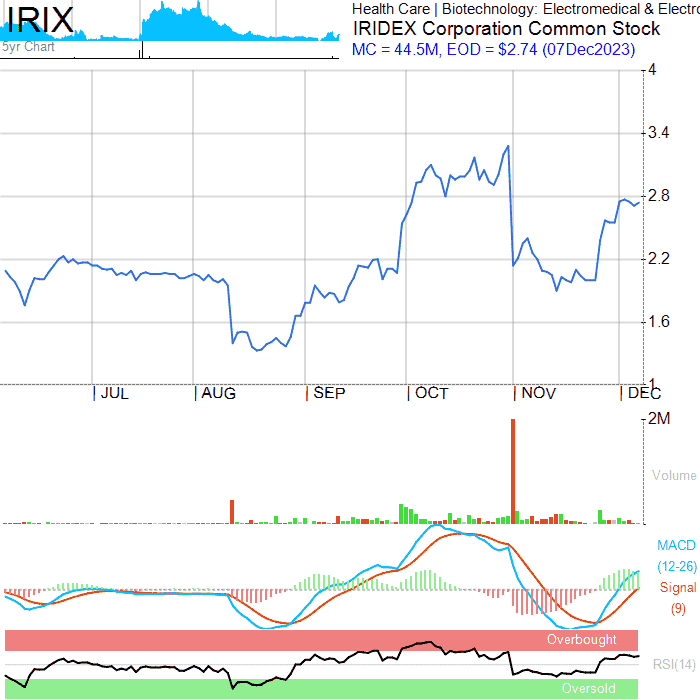 IRIX
5yr Chart
Health Care | Biotechnology: Electromedical & Electro
IRIDEX Corporation Common Stock
MC = 44.5M, EOD = $2.74 (07Dec2023)
4
3.4
2.8
2.2
1.6
1
JUL AUG SEP OCT NOV DEC
2M
Volume
MACD
(12-26)
Signal
(9)
Overbought
RSI(14)
Oversold